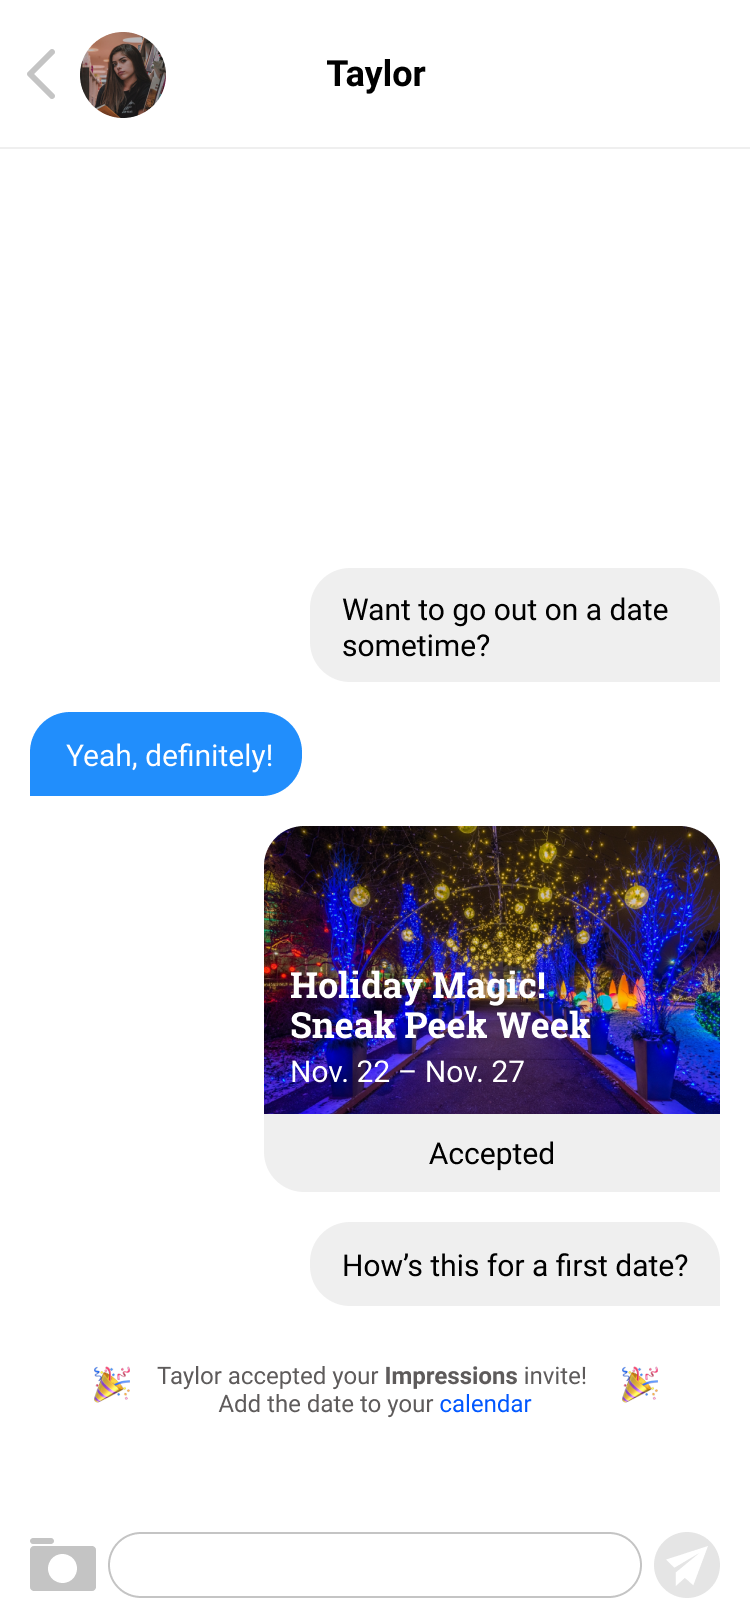 Taylor
Want to go out on a date
sometime?
Yeah, definitely!
Holiday Magic!
Sneak Peek Week
Nov. 22 – Nov. 27
Accepted
How’s this for a first date?
Taylor accepted your Impressions invite!
Add the date to your calendar